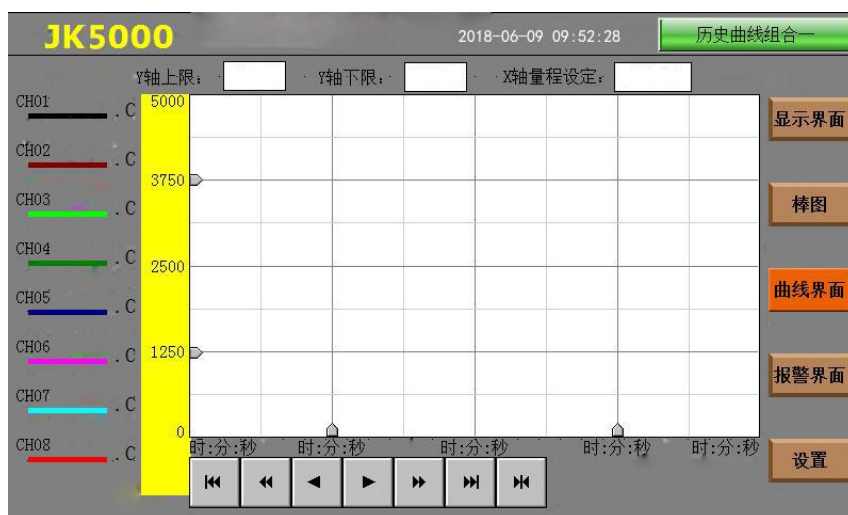 JK5000 2018-06-09 09:52:28 历史曲线组合一
Y轴上限: Y轴下限: X轴量程设定:
CH01 .C
CH02 .C
CH03 .C
CH04 .C
CH05 .C
CH06 .C
CH07 .C
CH08 .C
5000
3750
2500
1250
0
时:分:秒 时:分:秒 时:分:秒 时:分:秒 时:分:秒
显示界面
棒图
曲线界面
报警界面
设置